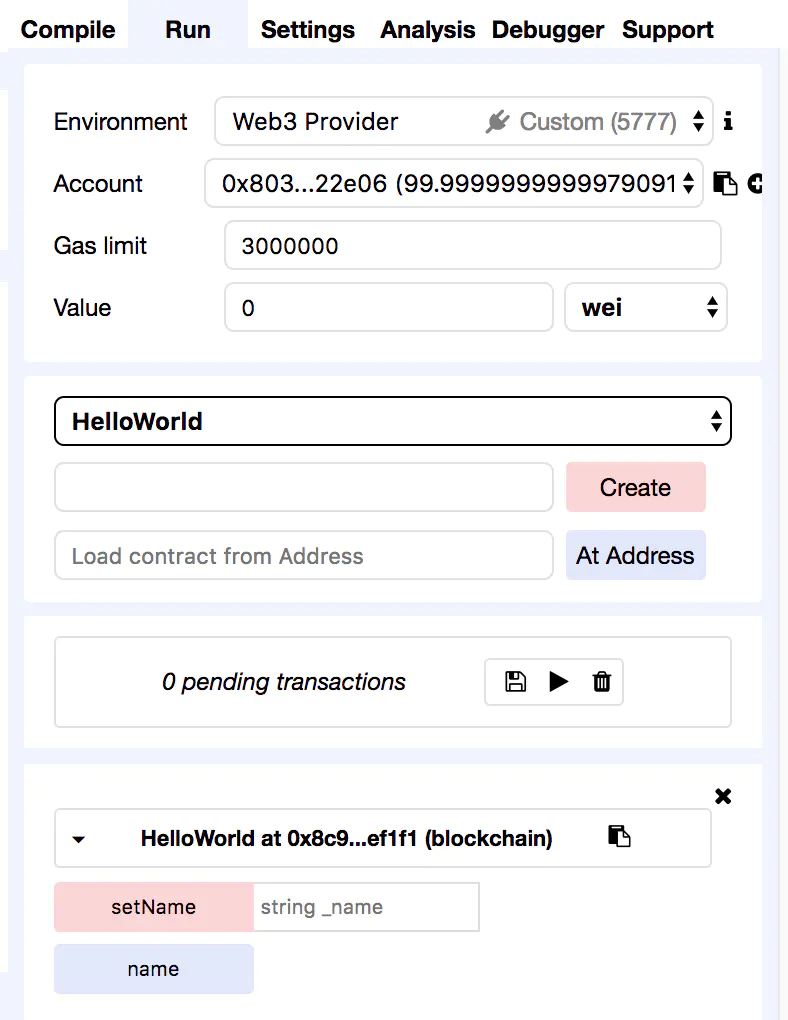 Compile Run Settings Analysis Debugger Support
Environment Web3 Provider Custom (5777)
Account 0x803...22e06 (99.9999999999979091
Gas limit 3000000
Value 0 wei
HelloWorld
Create
Load contract from Address At Address
0 pending transactions
HelloWorld at 0x8c9...ef1f1 (blockchain)
setName string _name
name